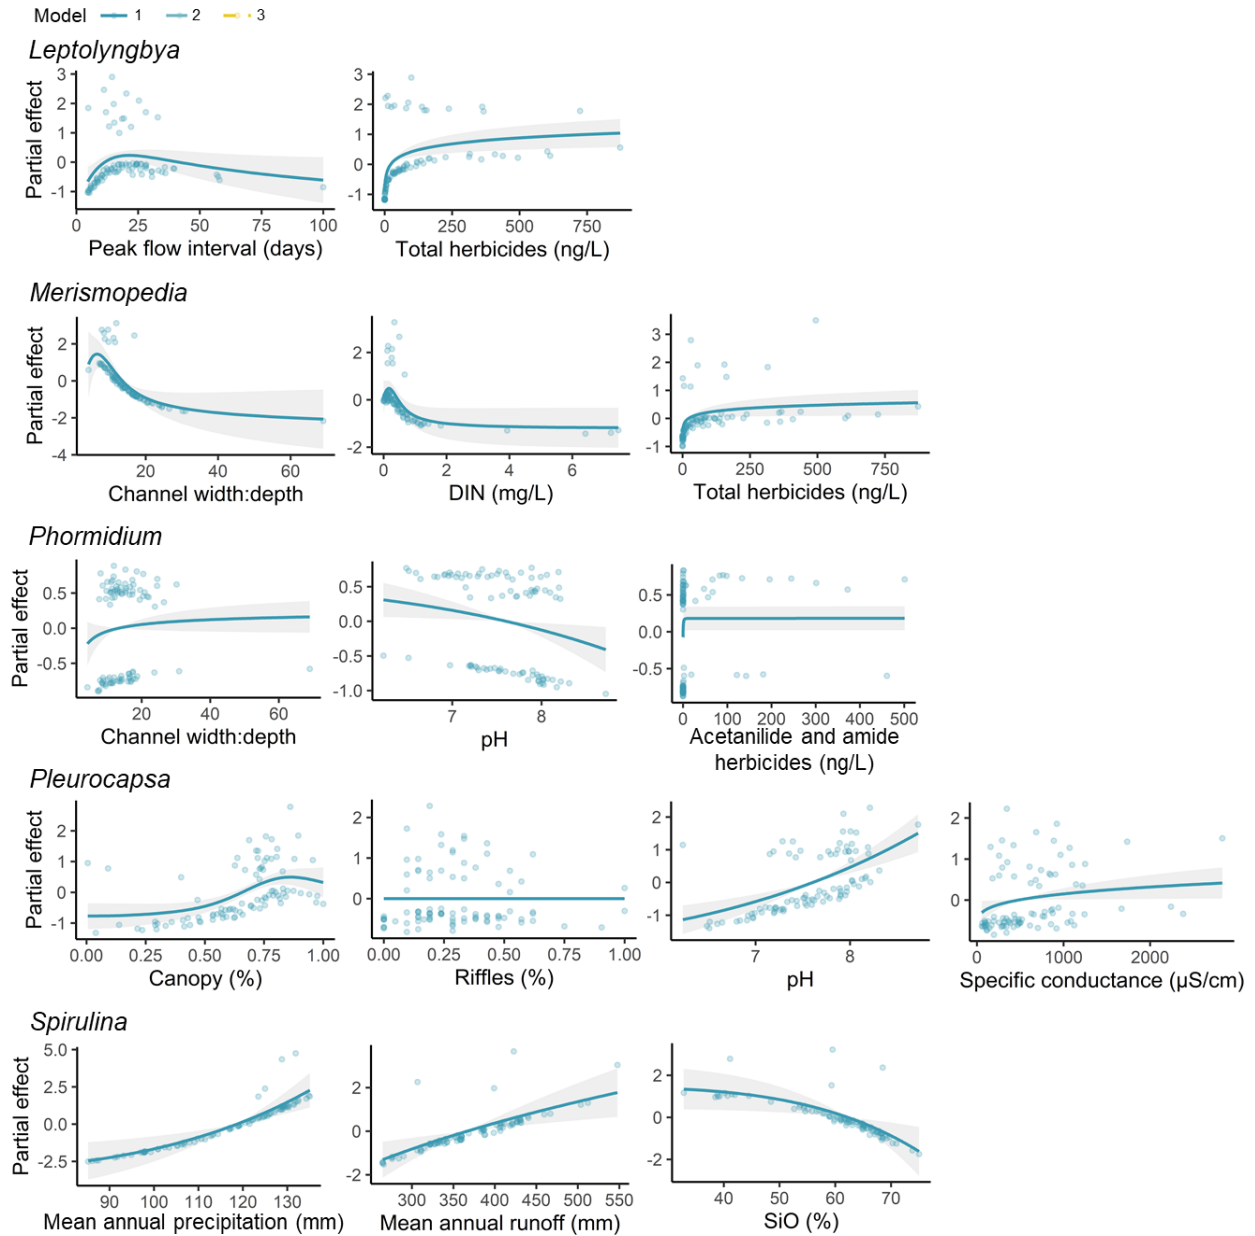 Model 1 2 3
Leptolyngbya
Partial effect
3
2
1
0
-1
0 25 50 75 100
Peak flow interval (days)
3
2
1
0
-1
0 250 500 750
Total herbicides (ng/L)
Merismopedia
Partial effect
2
0
-2
-4
20 40 60
Channel width:depth
2
0
-2
0 2 4 6
DIN (mg/L)
3
2
1
0
-1
0 250 500 750
Total herbicides (ng/L)
Phormidium
Partial effect
0.5
0.0
-0.5
20 40 60
Channel width:depth
0.5
0.0
-0.5
-1.0
7 8
pH
0.5
0.0
-0.5
0 100 200 300 400 500
Acetanilide and amide
herbicides (ng/L)
Pleurocapsa
Partial effect
2
1
0
-1
0.00 0.25 0.50 0.75 1.00
Canopy (%)
2
1
0
0.00 0.25 0.50 0.75 1.00
Riffles (%)
2
1
0
-1
7 8
pH
2
1
0
0 1000 2000
Specific conductance (µS/cm)
Spirulina
Partial effect
5.0
2.5
0.0
-2.5
90 100 110 120 130
Mean annual precipitation (mm)
2
0
-2
300 350 400 450 500 550
Mean annual runoff (mm)
2
0
-2
40 50 60 70
SiO (%)